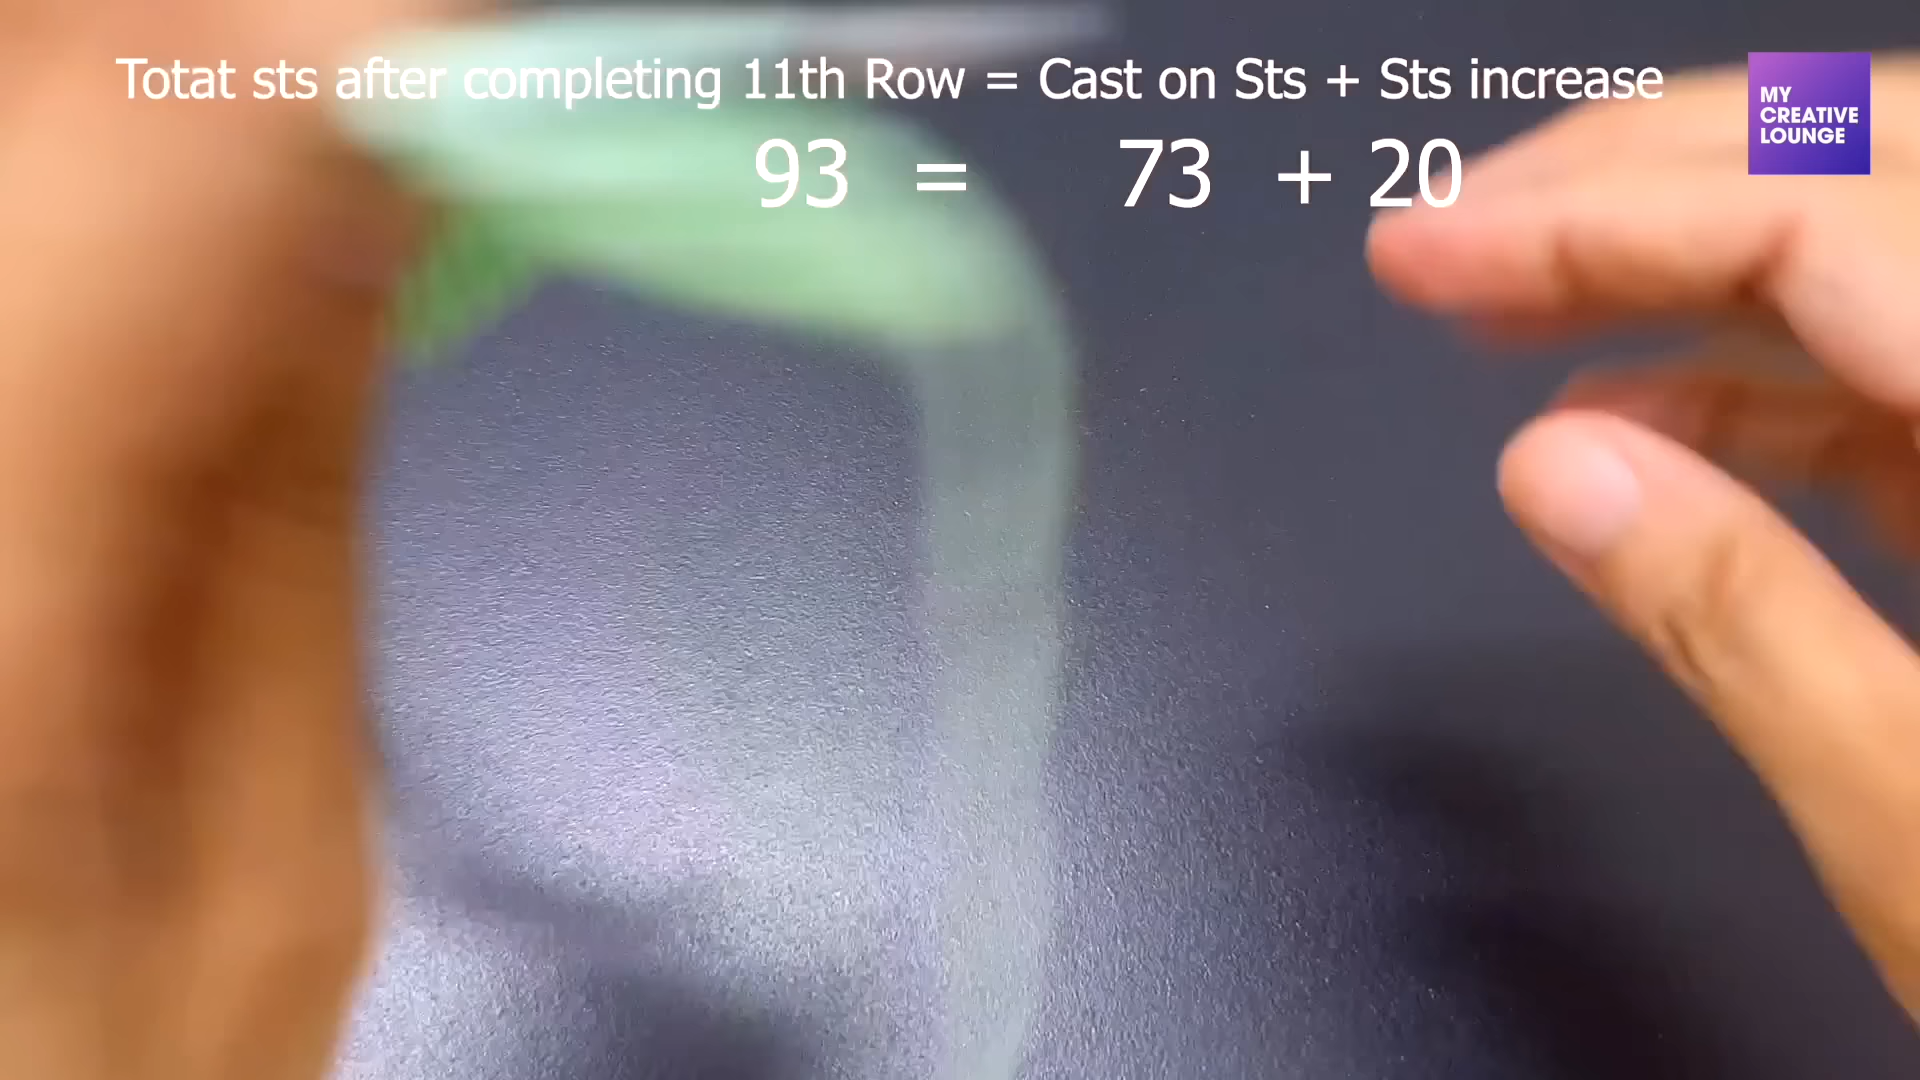 Totat sts after completing 11th Row = Cast on Sts + Sts increase
93 = 73 + 20
MY
CREATIVE
LOUNGE